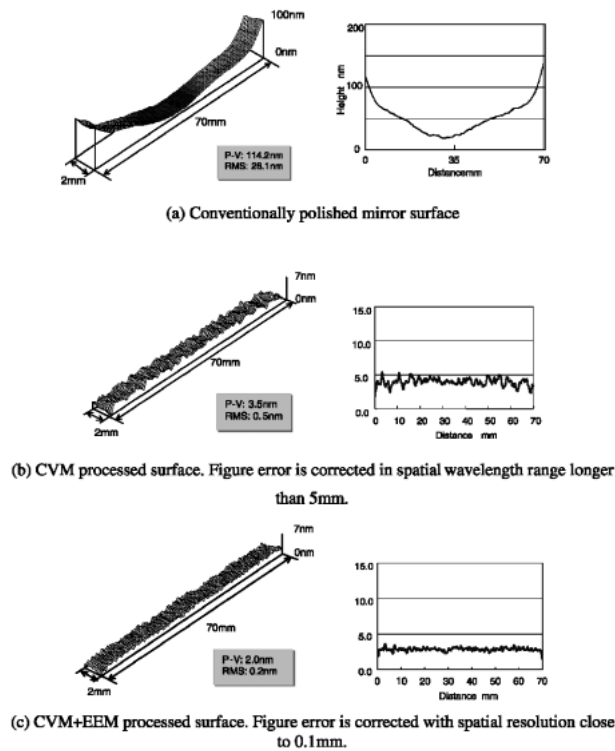 100nm
0nm
70mm
2mm
P-V: 114.2nm
RMS: 26.1nm
200
100
0
Height nm
0 35 70
Distancemm
(a) Conventionally polished mirror surface
7nm
0nm
70mm
2mm
P-V: 3.5nm
RMS: 0.5nm
15.0
10.0
5.0
0.0
0 10 20 30 40 50 60 70
Distance mm
(b) CVM processed surface. Figure error is corrected in spatial wavelength range longer
than 5mm.
7nm
0nm
70mm
2mm
P-V: 2.0nm
RMS: 0.2nm
15.0
10.0
5.0
0.0
0 10 20 30 40 50 60 70
Distance mm
(c) CVM+EEM processed surface. Figure error is corrected with spatial resolution close
to 0.1mm.